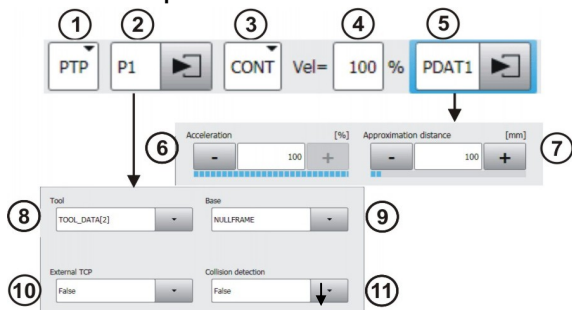 1 2 3 4 5
PTP P1 CONT Vel= 100 % PDAT1
Acceleration [%] Approximation distance [mm]
6 - 100 + - 100 + 7
Tool Base
8 TOOL_DATA[2] NULLFRAME 9
External TCP Collision detection
10 False False 11